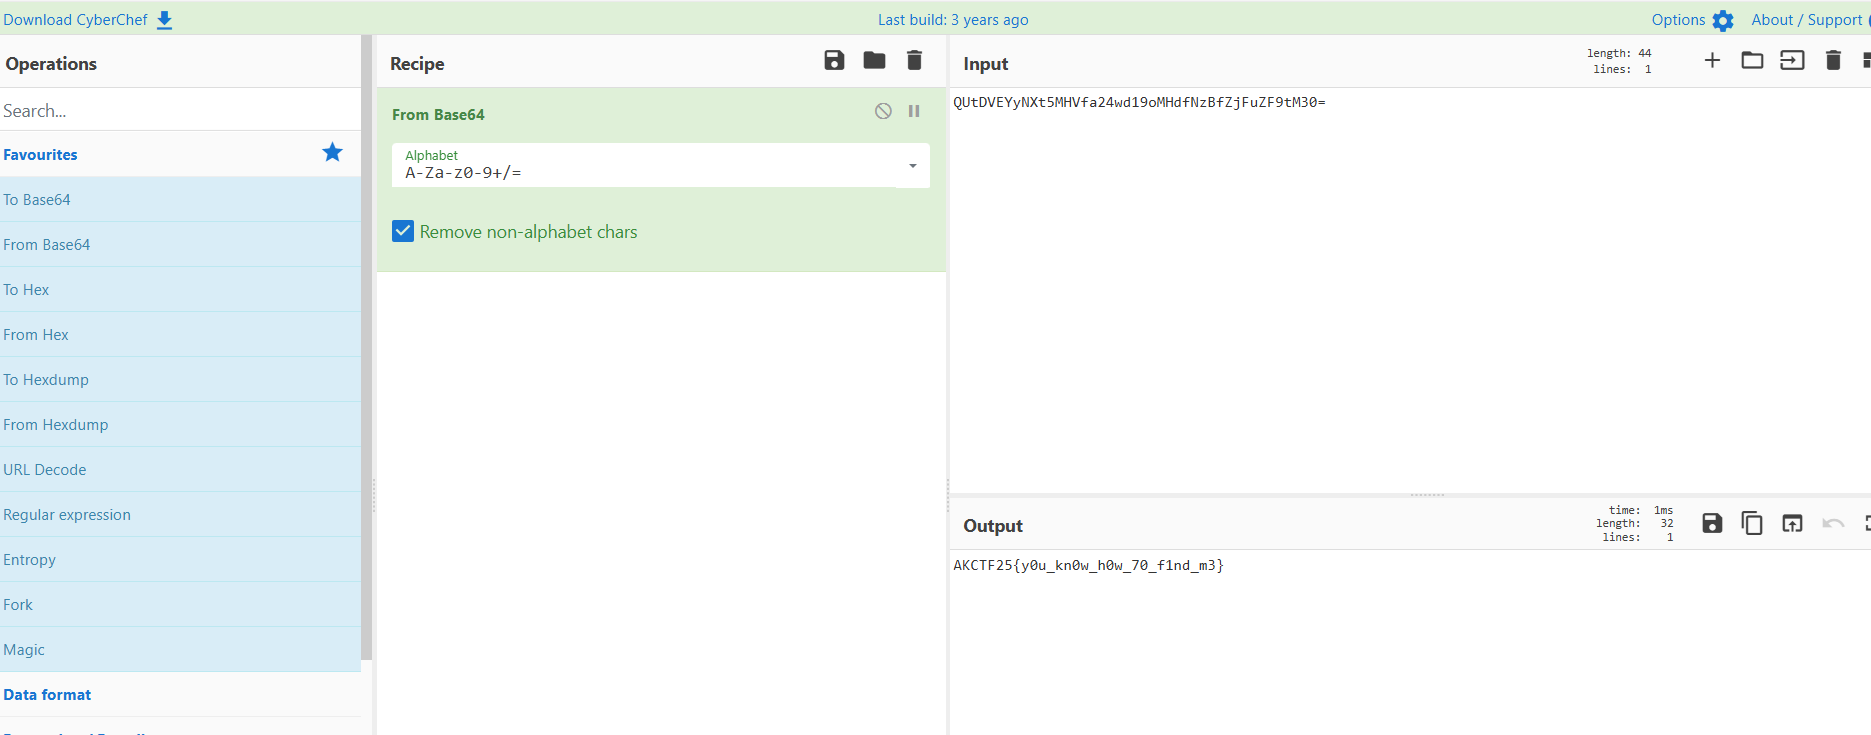 Download CyberChef
Last build: 3 years ago
Options
About / Support
Operations
Search...
Favourites
To Base64
From Base64
To Hex
From Hex
To Hexdump
From Hexdump
URL Decode
Regular expression
Entropy
Fork
Magic
Data format
Recipe
From Base64
Alphabet
A-Za-z0-9+/=
Remove non-alphabet chars
Input
length: 44
lines: 1
QUtDVEYyNXt5MHVfa24wd19oMHdfNzBfZjFuZF9tM30=
Output
time: 1ms
length: 32
lines: 1
AKCTF25{y0u_kn0w_h0w_70_f1nd_m3}